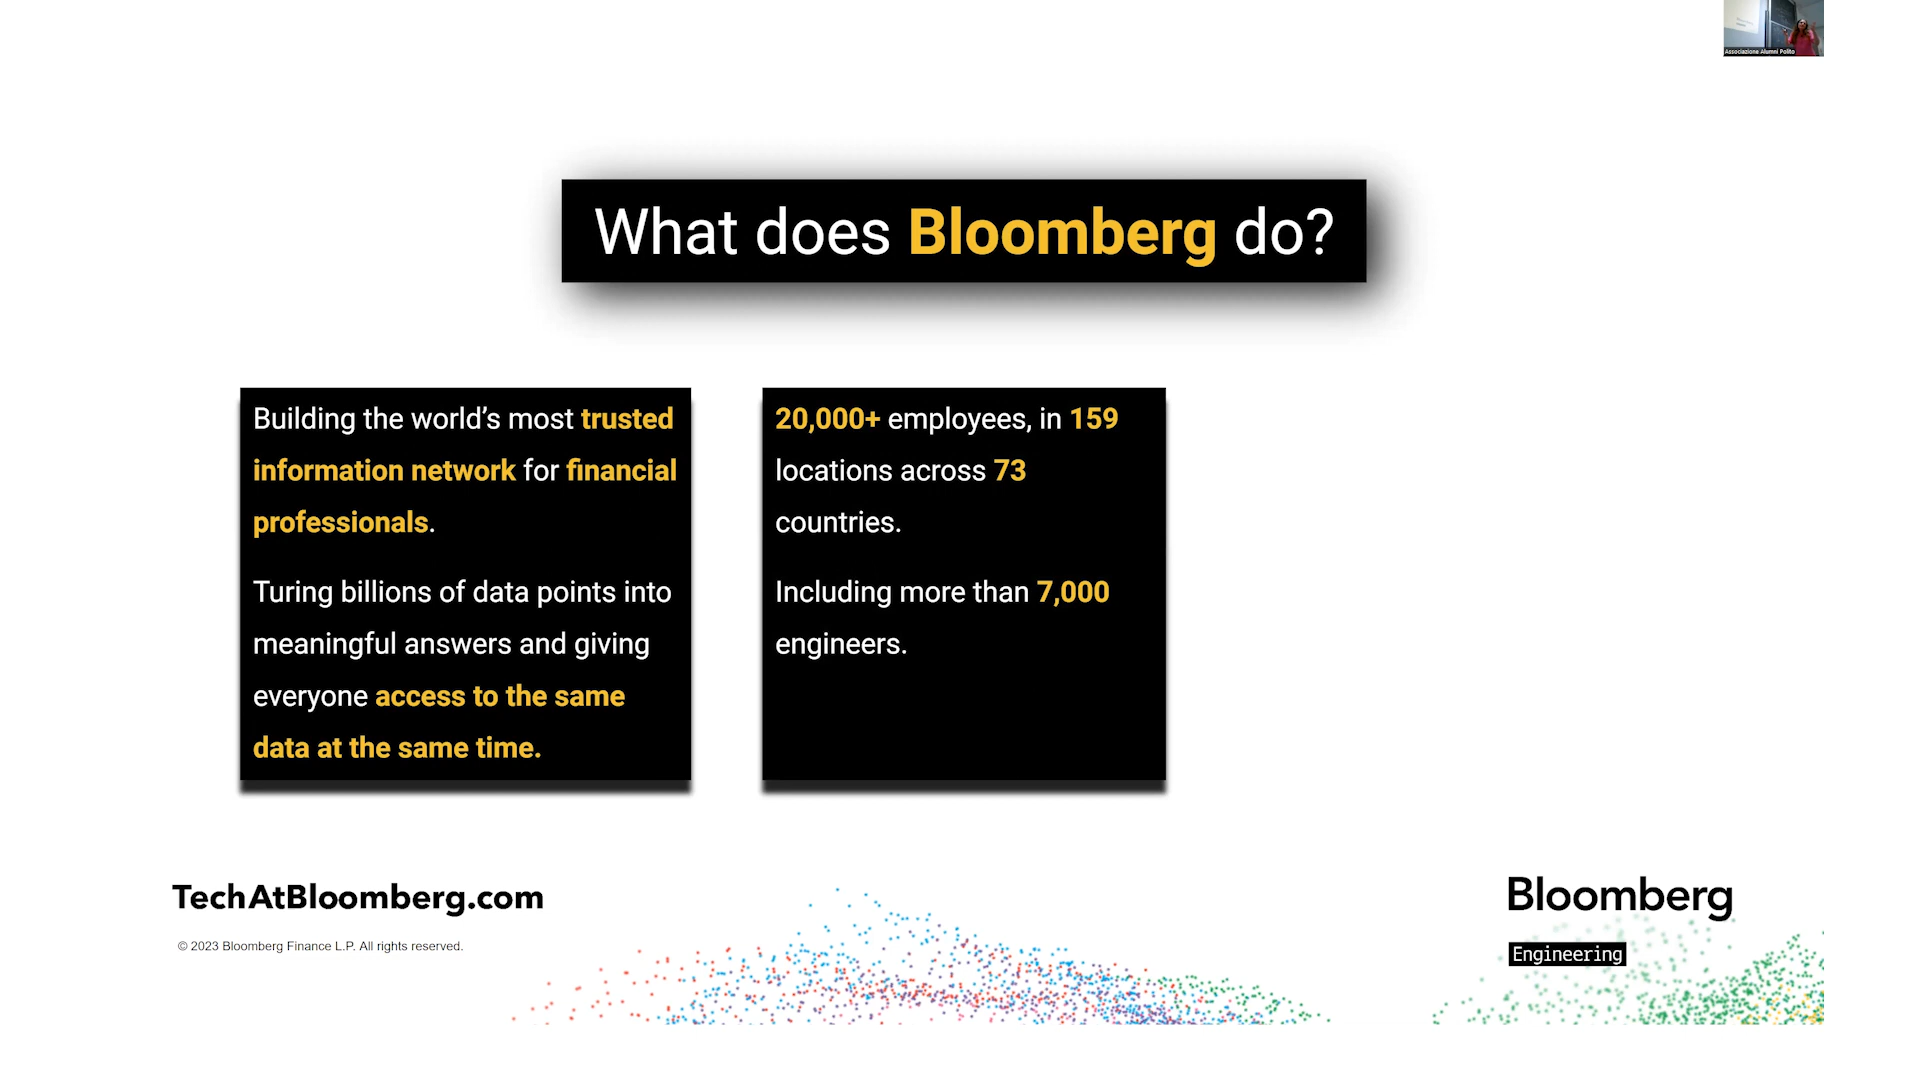 Associazione Alumni Polito
What does Bloomberg do?
Building the world’s most trusted
information network for financial
professionals.
Turing billions of data points into
meaningful answers and giving
everyone access to the same
data at the same time.
20,000+ employees, in 159
locations across 73
countries.
Including more than 7,000
engineers.
TechAtBloomberg.com
© 2023 Bloomberg Finance L.P. All rights reserved.
Bloomberg
Engineering